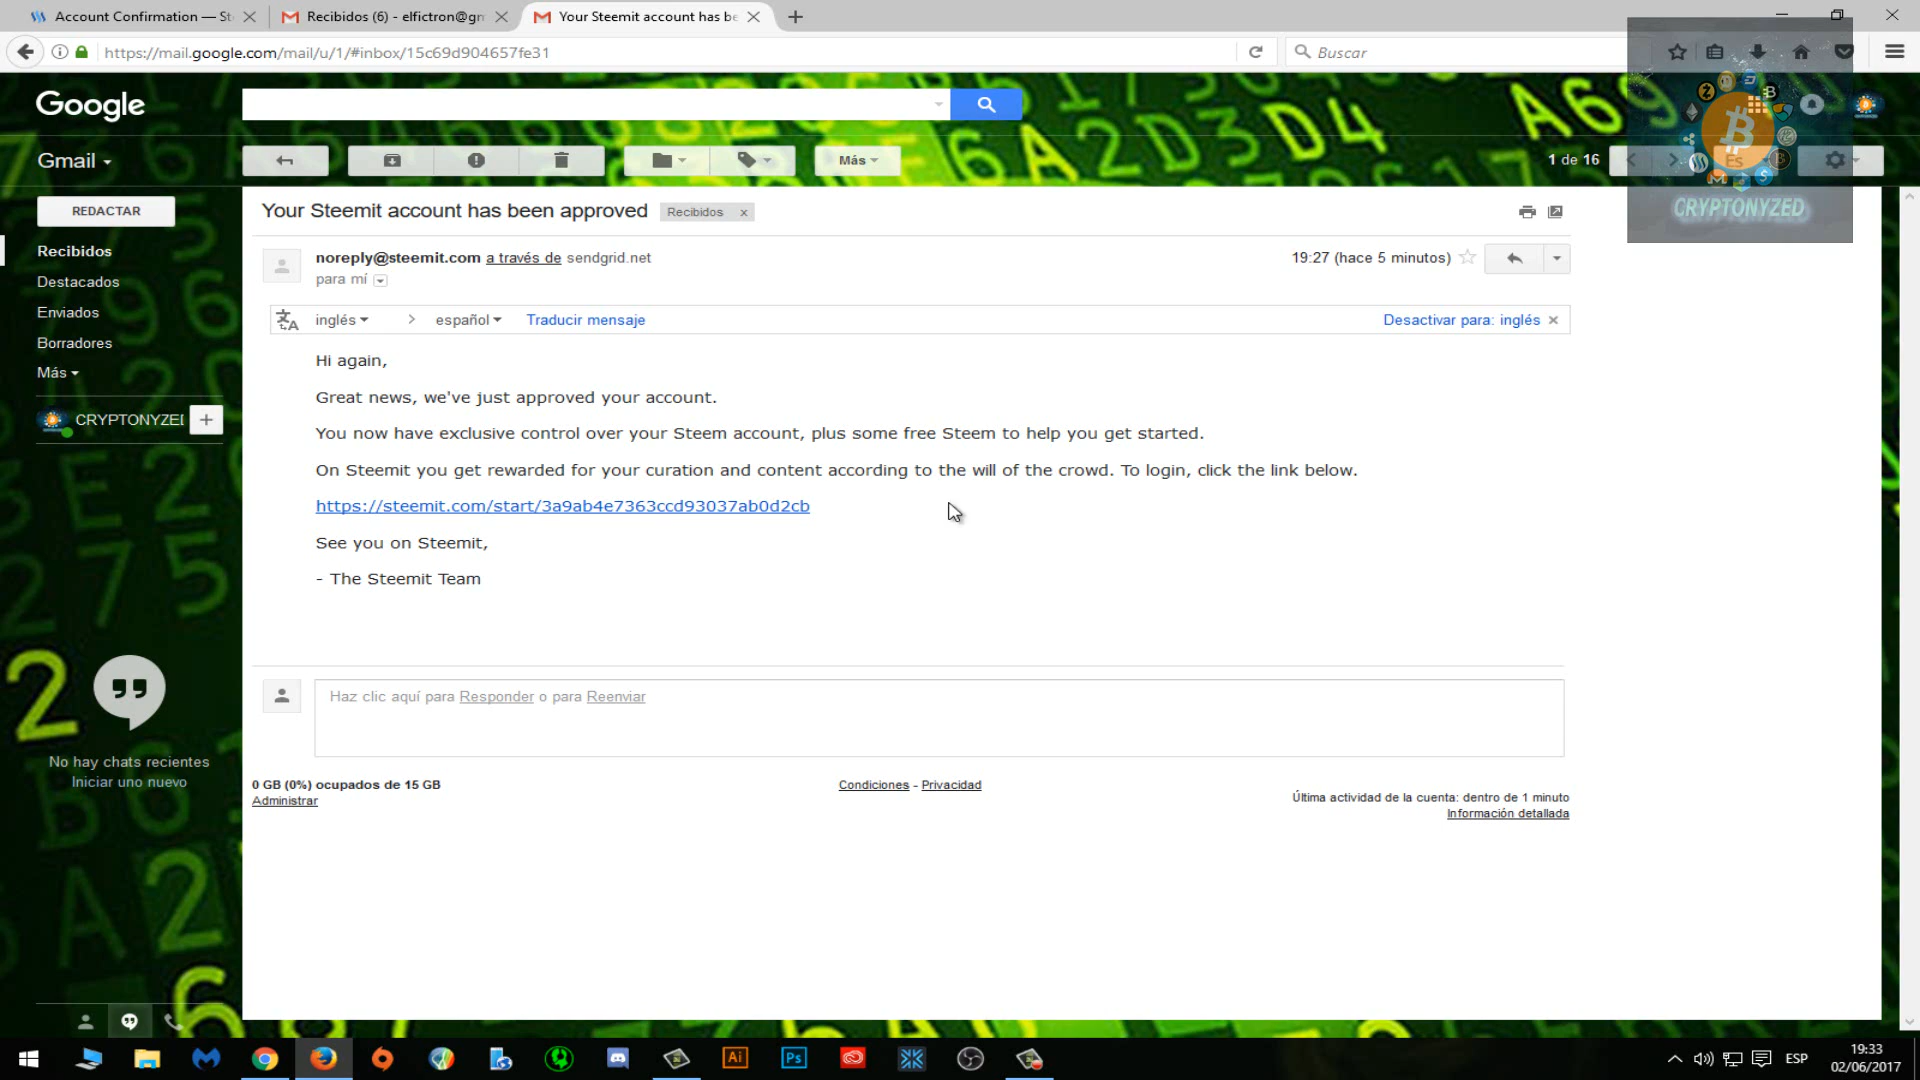 Account Confirmation — St
Recibidos (6) - elfictron@gm
Your Steemit account has be
https://mail.google.com/mail/u/1/#inbox/15c69d904657fe31
Buscar
Google
Gmail
Más
1 de 16
Es
CRYPTONYZED
REDACTAR
Your Steemit account has been approved
Recibidos x
Recibidos
noreply@steemit.com a través de sendgrid.net
19:27 (hace 5 minutos)
para mí
Destacados
Enviados
inglés > español Traducir mensaje
Desactivar para: inglés
Borradores
Más
Hi again,
Great news, we've just approved your account.
CRYPTONYZE
You now have exclusive control over your Steem account, plus some free Steem to help you get started.
On Steemit you get rewarded for your curation and content according to the will of the crowd. To login, click the link below.
https://steemit.com/start/3a9ab4e7363ccd93037ab0d2cb
See you on Steemit,
- The Steemit Team
Haz clic aquí para Responder o para Reenviar
No hay chats recientes
Iniciar uno nuevo
0 GB (0%) ocupados de 15 GB
Administrar
Condiciones - Privacidad
Última actividad de la cuenta: dentro de 1 minuto
Información detallada
Ai
Ps
ESP
19:33
02/06/2017